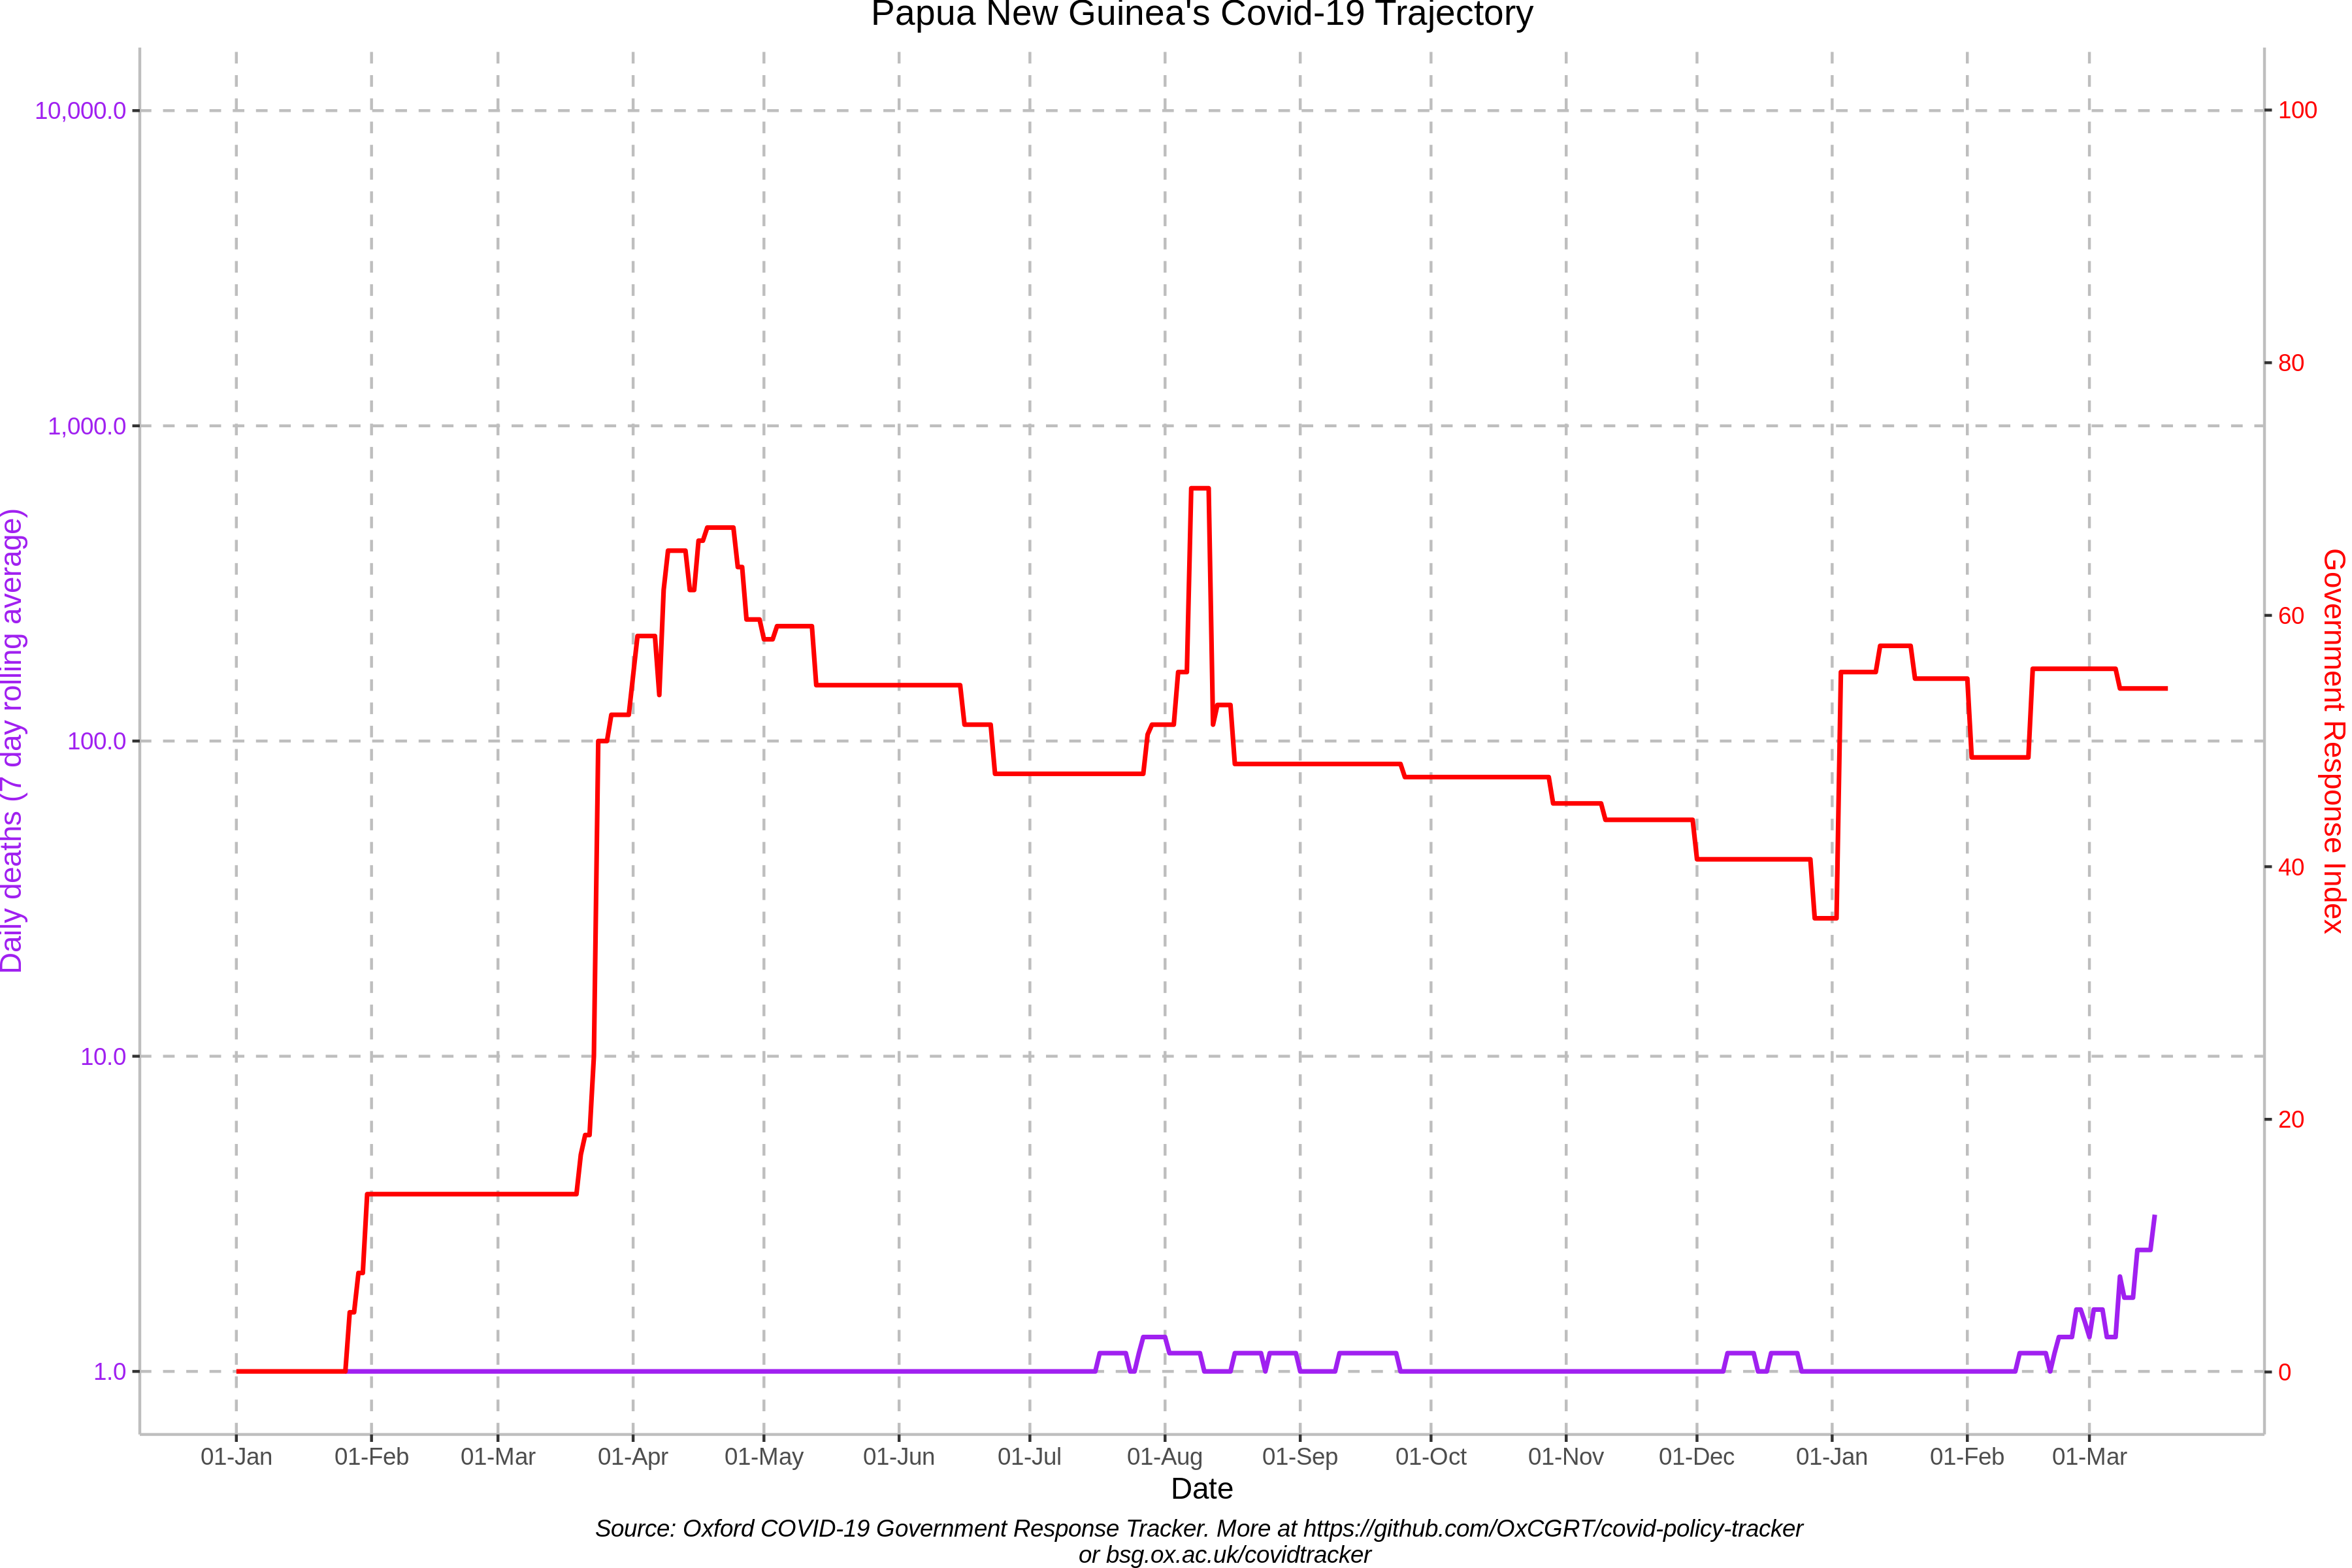 Papua New Guinea's Covid-19 Trajectory
10,000.0
1,000.0
100.0
10.0
1.0
Daily deaths (7 day rolling average)
100
80
60
40
20
0
Government Response Index
01-Jan 01-Feb 01-Mar 01-Apr 01-May 01-Jun 01-Jul 01-Aug 01-Sep 01-Oct 01-Nov 01-Dec 01-Jan 01-Feb 01-Mar
Date
Source: Oxford COVID-19 Government Response Tracker. More at https://github.com/OxCGRT/covid-policy-tracker
or bsg.ox.ac.uk/covidtracker